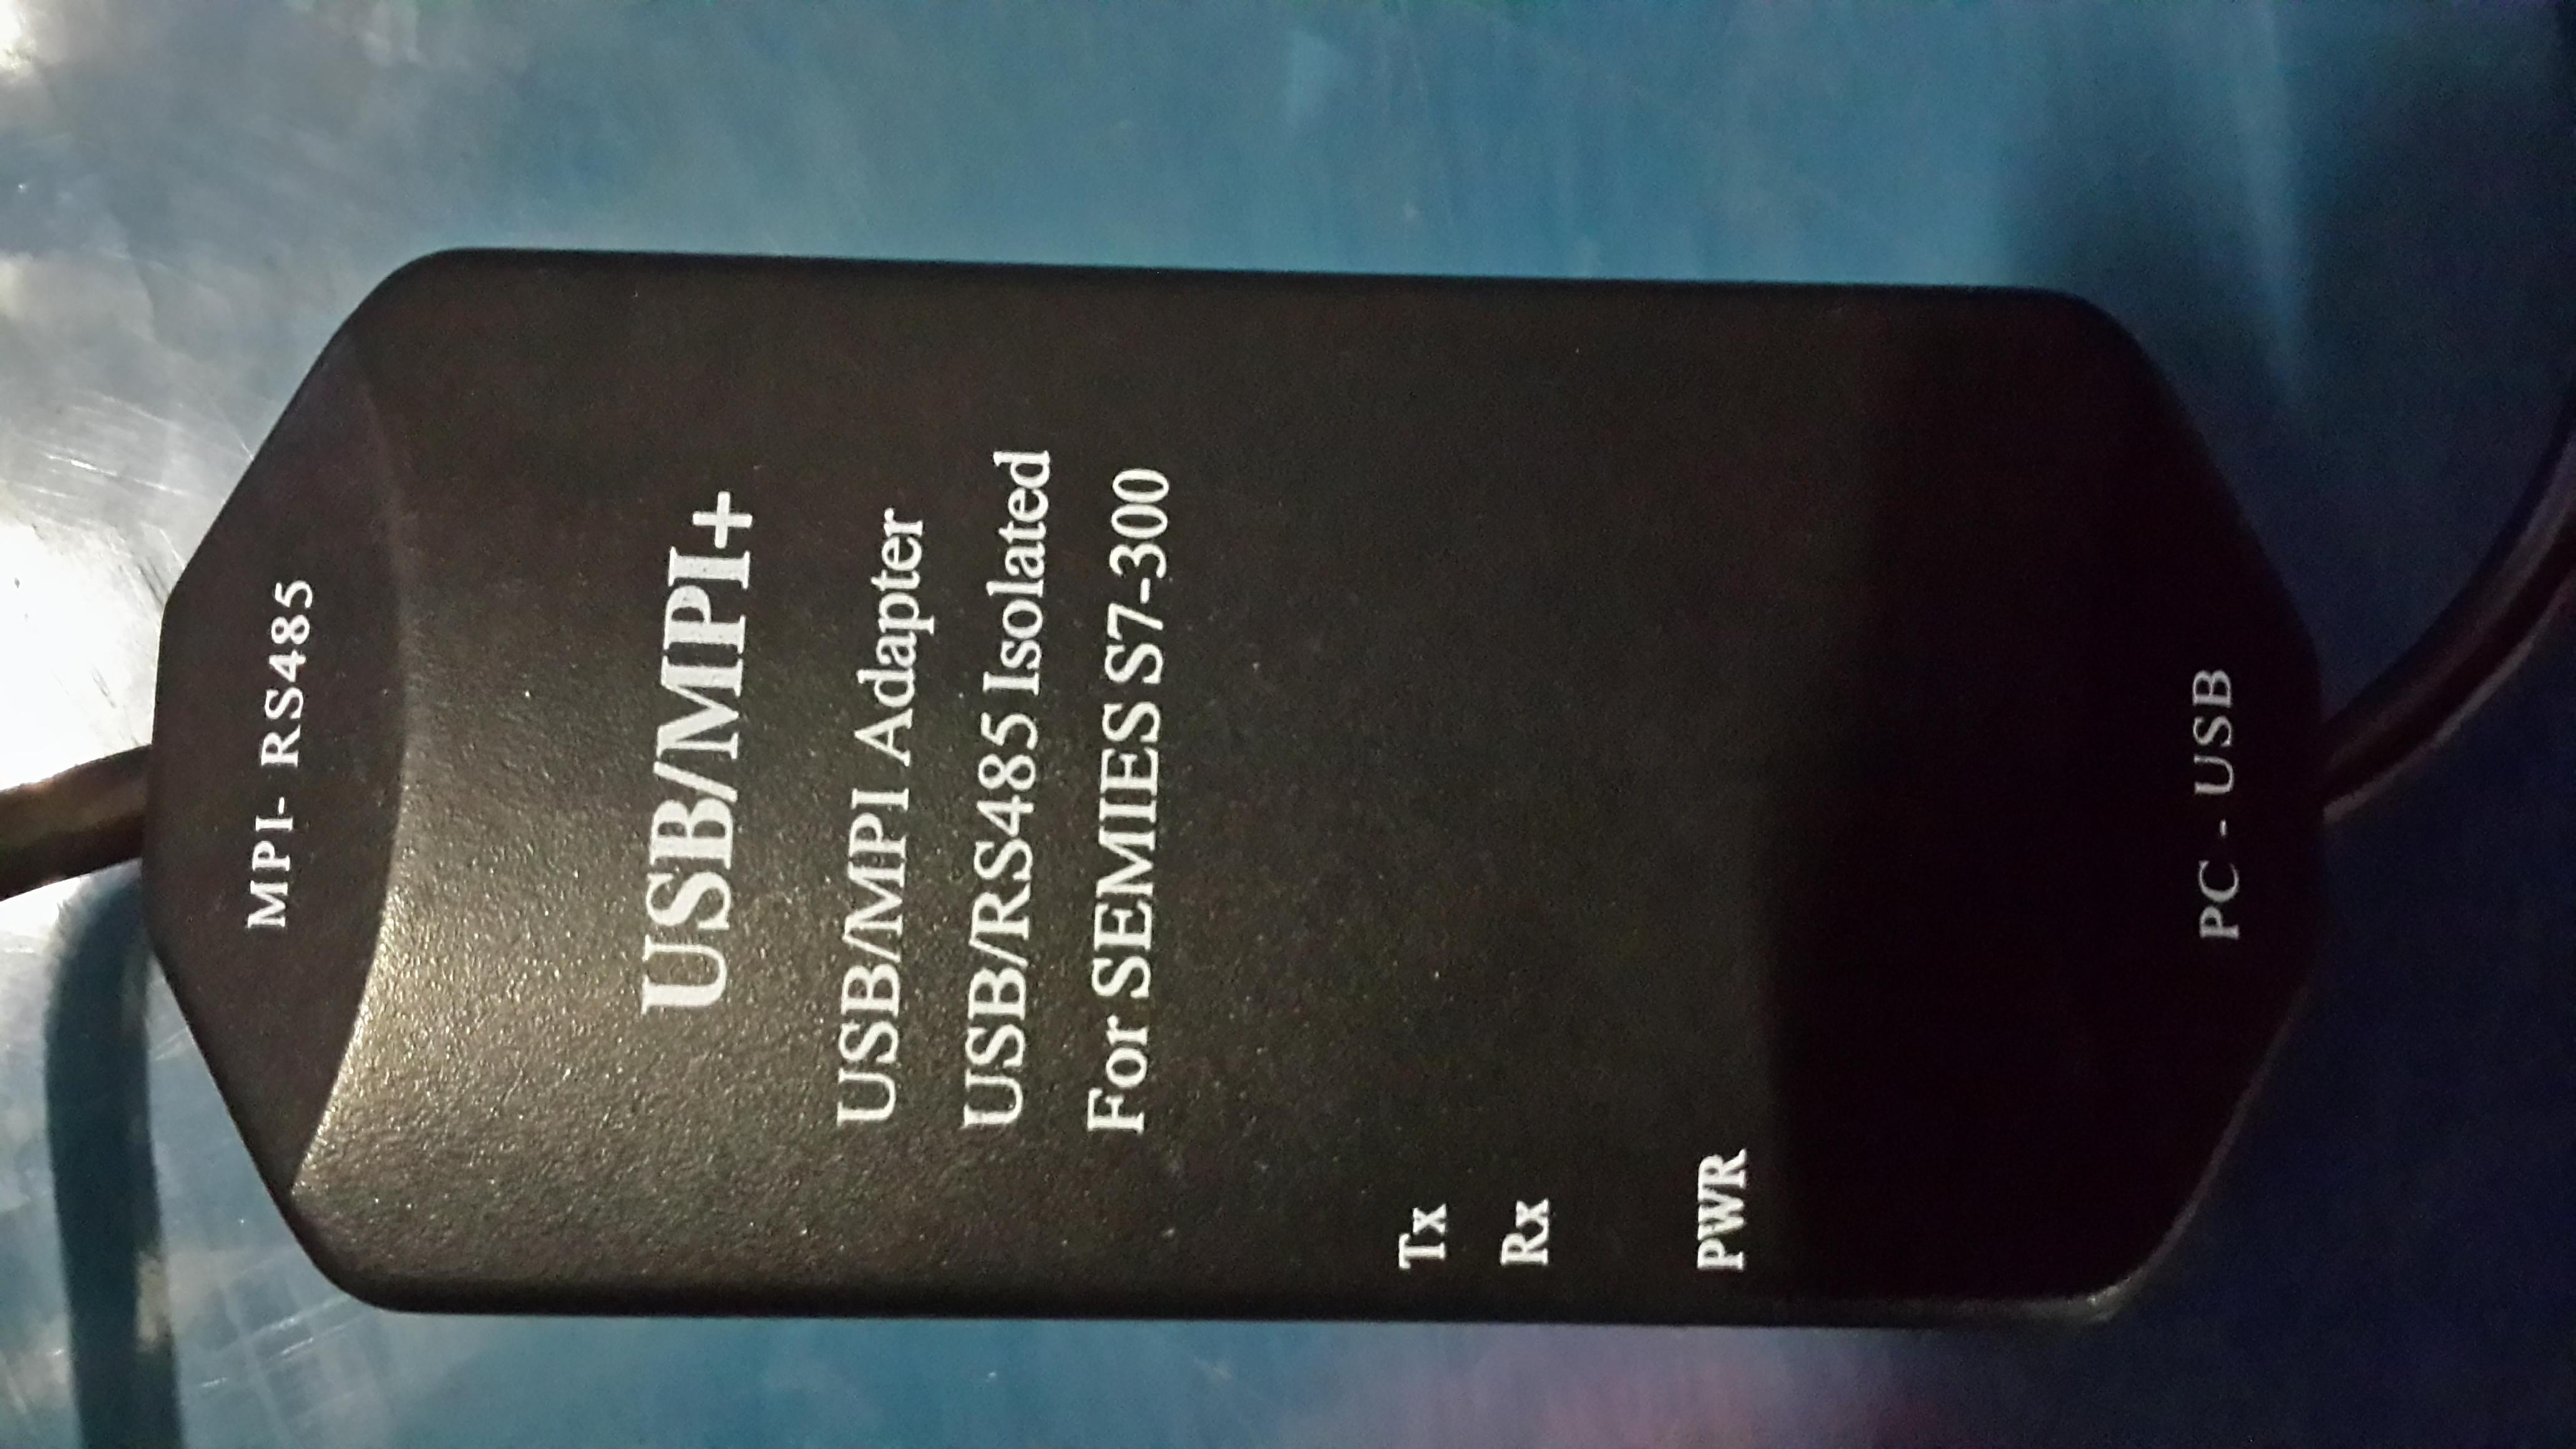 MPI- RS485
USB/MPI+
USB/MPI Adapter
USB/RS485 Isolated
For SEMIES S7-300
Tx
Rx
PWR
PC - USB